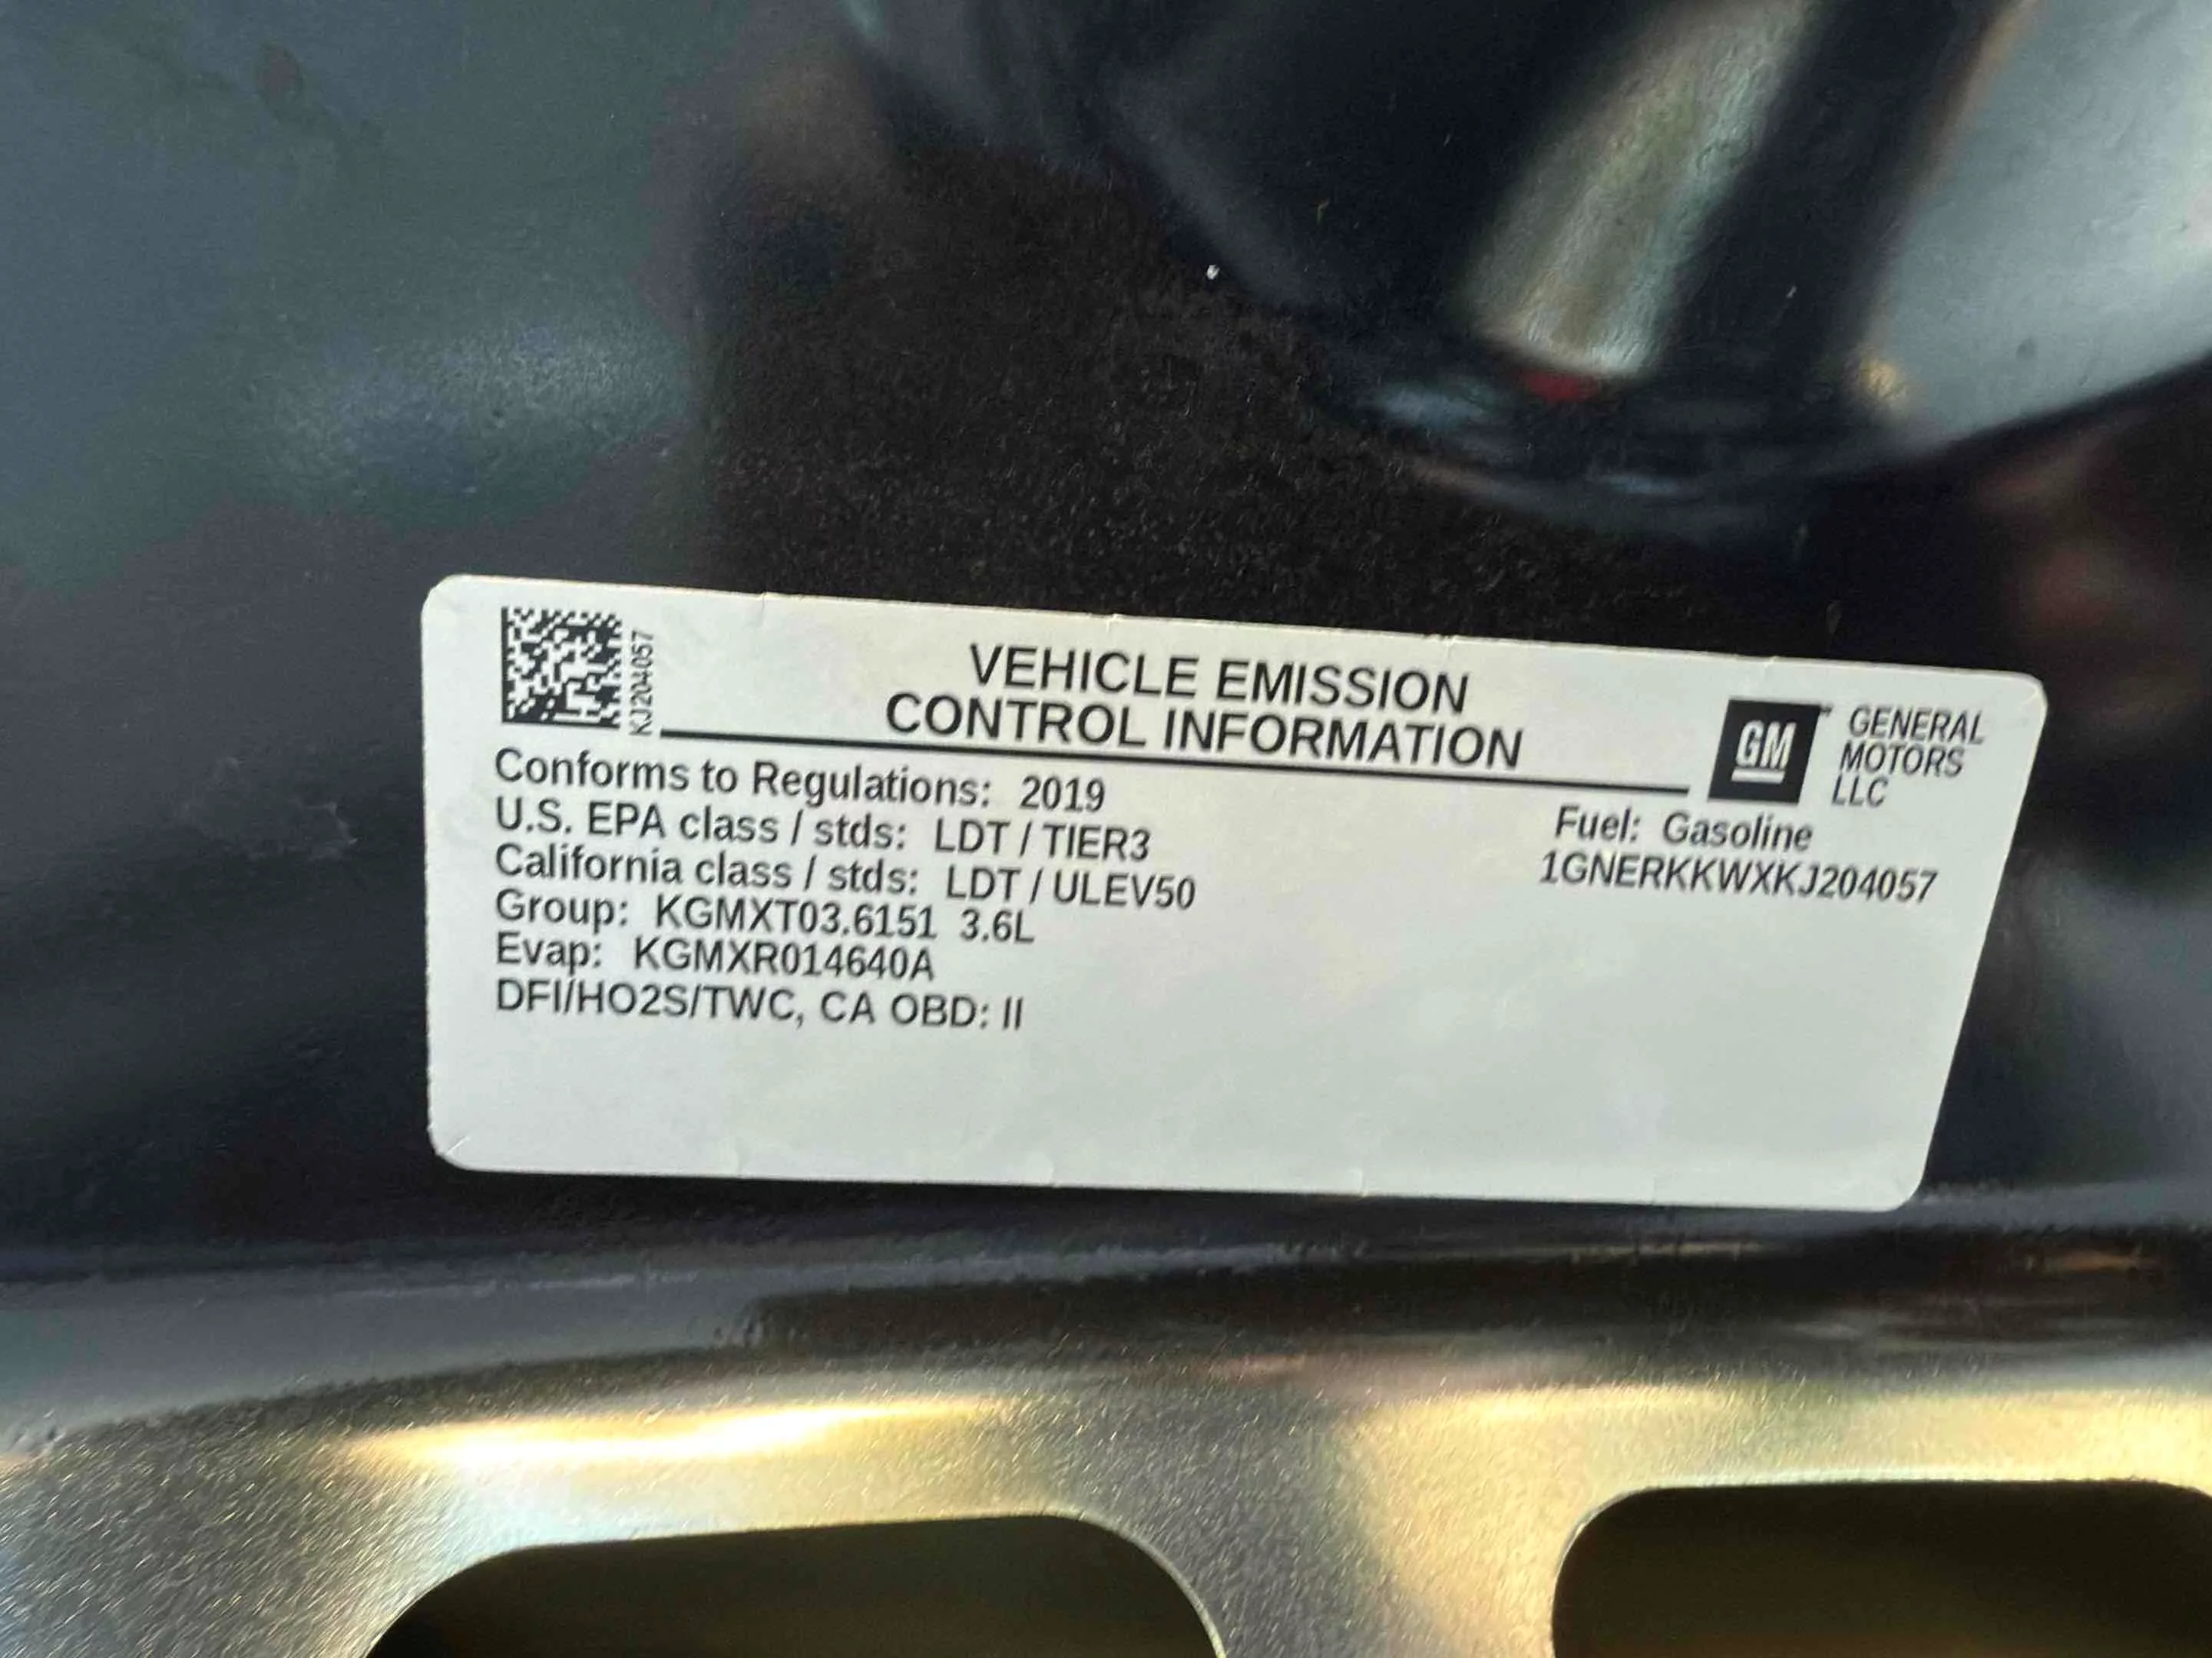 KJ204057
VEHICLE EMISSION
CONTROL INFORMATION
GM
GENERAL
MOTORS
LLC
Conforms to Regulations: 2019
U.S. EPA class / stds: LDT / TIER3
California class / stds: LDT / ULEV50
Group: KGMXT03.6151 3.6L
Evap: KGMXR014640A
DFI/HO2S/TWC, CA OBD: II
Fuel: Gasoline
1GNERKKWXKJ204057